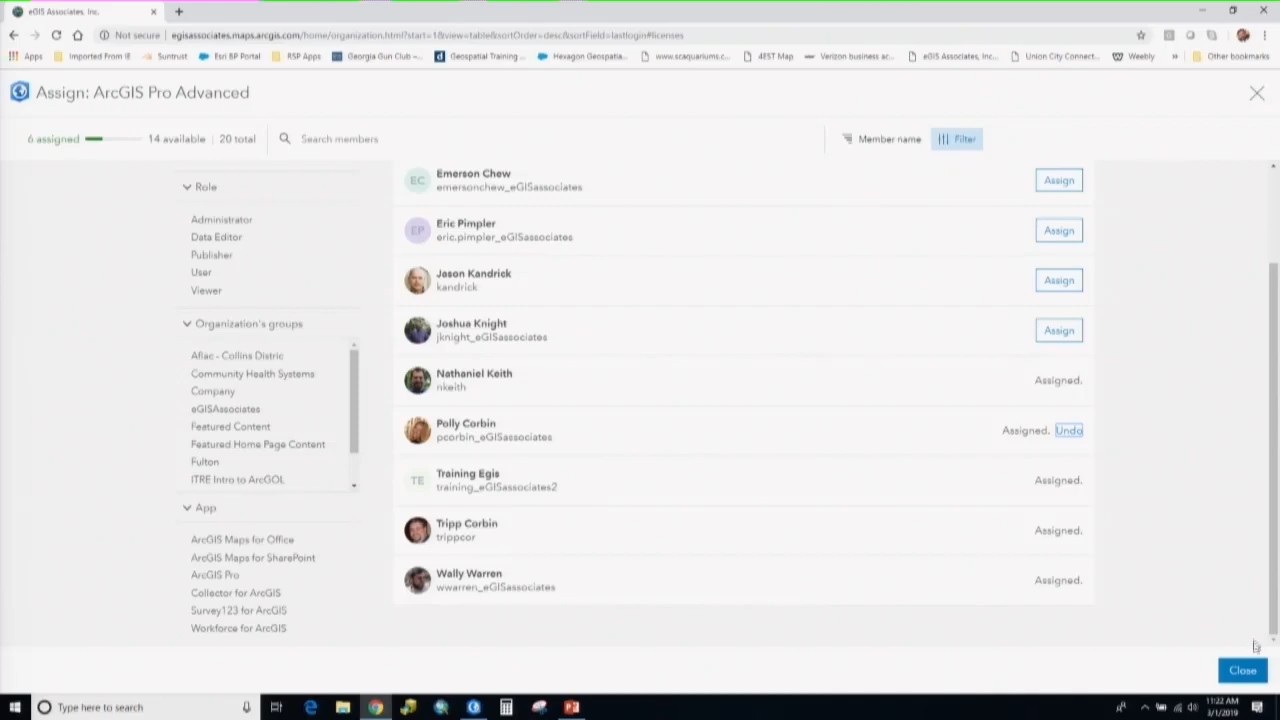 eGIS Associates, Inc.
Not secure | egisassociates.maps.arcgis.com/home/organization.html?start=1&view=table&sortOrder=desc&sortField=lastlogin#licenses
Apps Imported From IE Suntrust Esri BP Portal RSP Apps Georgia Gun Club –... Geospatial Training... Hexagon Geospatia... www.scaquariums.c... 4EST Map Verizon business ac... eGIS Associates, Inc... Union City Connect... Weebly » Other bookmarks
Assign: ArcGIS Pro Advanced
6 assigned 14 available 20 total Search members Member name Filter
Role
Administrator
Data Editor
Publisher
User
Viewer
Organization's groups
Aflac - Collins Distric
Community Health Systems
Company
eGISAssociates
Featured Content
Featured Home Page Content
Fulton
ITRE Intro to ArcGOL
App
ArcGIS Maps for Office
ArcGIS Maps for SharePoint
ArcGIS Pro
Collector for ArcGIS
Survey123 for ArcGIS
Workforce for ArcGIS
EC Emerson Chew Assign
emersonchew_eGISassociates
EP Eric Pimpler Assign
eric.pimpler_eGISassociates
Jason Kandrick Assign
kandrick
Joshua Knight Assign
jknight_eGISassociates
Nathaniel Keith Assigned.
nkeith
Polly Corbin Assigned. Undo
pcorbin_eGISassociates
TE Training Egis Assigned.
training_eGISassociates2
Tripp Corbin Assigned.
trippcor
Wally Warren Assigned.
wwarren_eGISassociates
Close
Type here to search
11:22 AM
3/1/2019